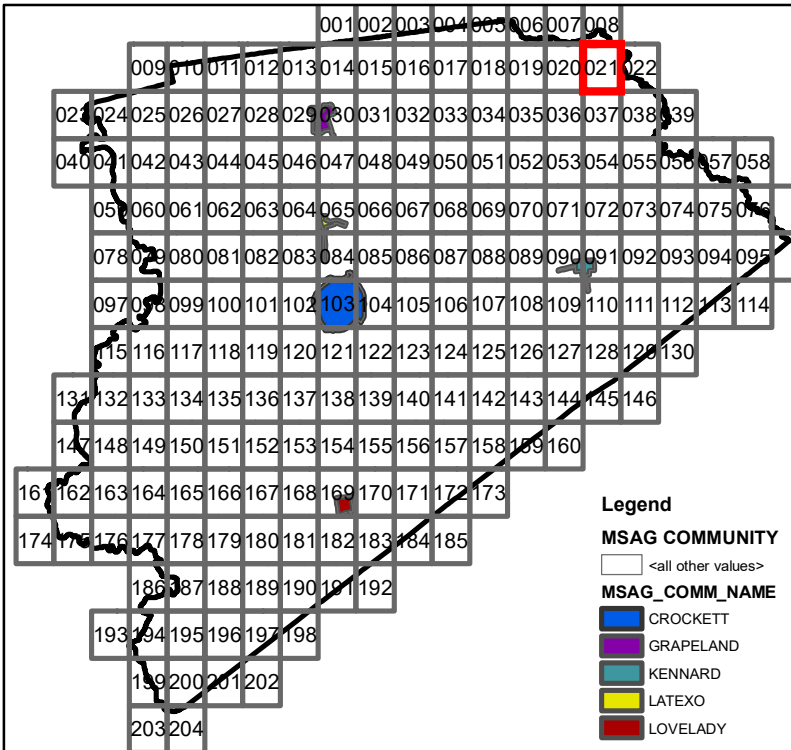 001 002 003 004 005 006 007 008
009 010 011 012 013 014 015 016 017 018 019 020 021 022
023 024 025 026 027 028 029 030 031 032 033 034 035 036 037 038 039
040 041 042 043 044 045 046 047 048 049 050 051 052 053 054 055 056 057 058
059 060 061 062 063 064 065 066 067 068 069 070 071 072 073 074 075 076
078 079 080 081 082 083 084 085 086 087 088 089 090 091 092 093 094 095
097 098 099 100 101 102 103 104 105 106 107 108 109 110 111 112 113 114
115 116 117 118 119 120 121 122 123 124 125 126 127 128 129 130
131 132 133 134 135 136 137 138 139 140 141 142 143 144 145 146
147 148 149 150 151 152 153 154 155 156 157 158 159 160
161 162 163 164 165 166 167 168 169 170 171 172 173
174 175 176 177 178 179 180 181 182 183 184 185
186 187 188 189 190 191 192
193 194 195 196 197 198
199 200 201 202
203 204
Legend
MSAG COMMUNITY
<all other values>
MSAG_COMM_NAME
CROCKETT
GRAPELAND
KENNARD
LATEXO
LOVELADY